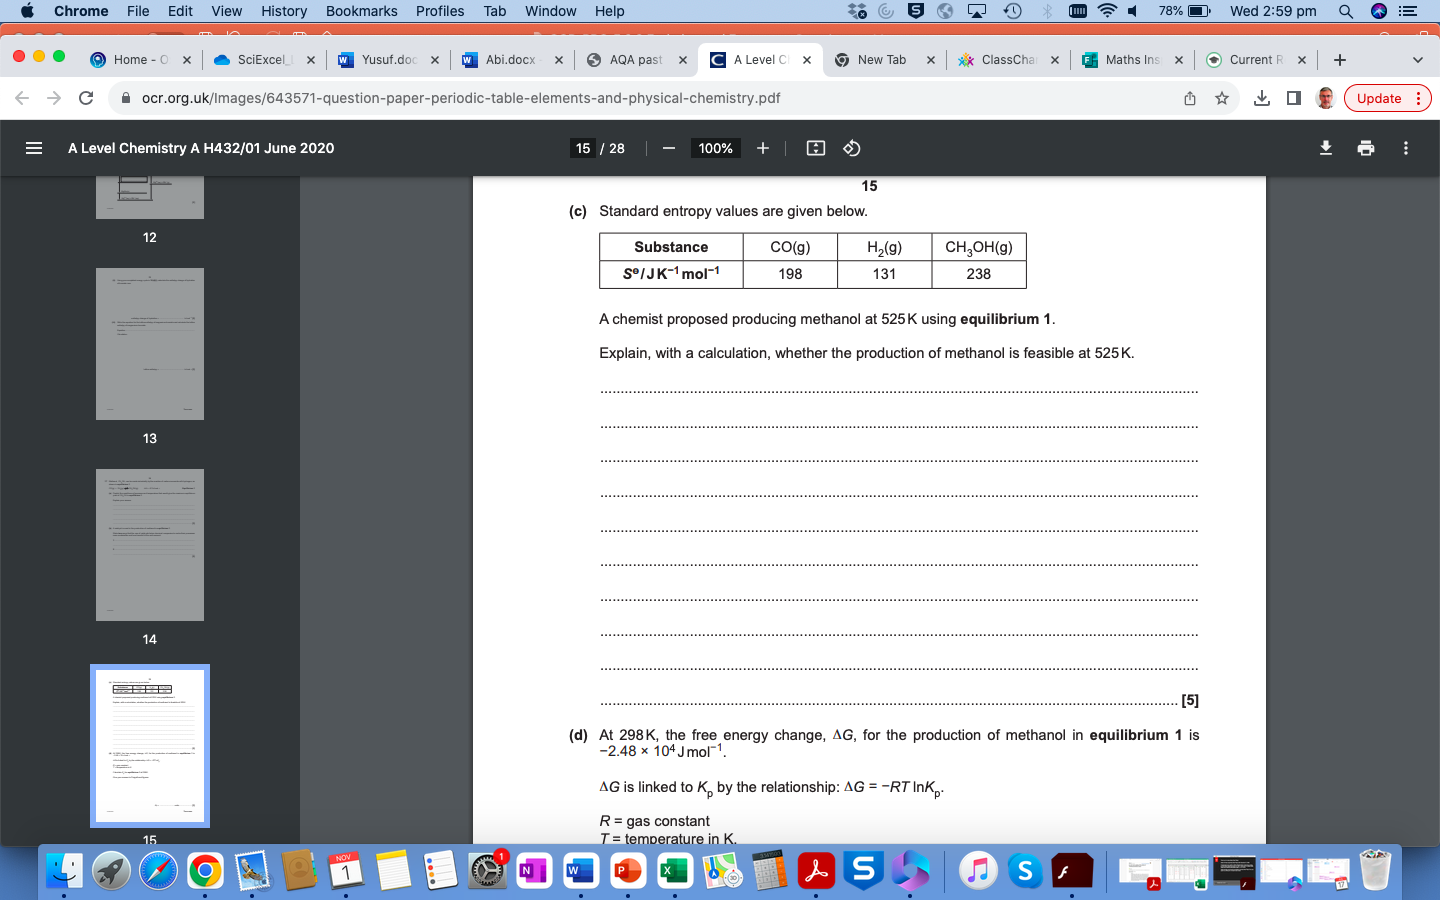 Chrome File Edit View History Bookmarks Profiles Tab Window Help 78% Wed 2:59 pm
Home - O SciExcel_ Yusuf.doc Abi.docx AQA past A Level C New Tab ClassChar Maths Ins Current R
ocr.org.uk/Images/643571-question-paper-periodic-table-elements-and-physical-chemistry.pdf Update
A Level Chemistry A H432/01 June 2020 15 / 28 100%
12
13
14
15
15
(c) Standard entropy values are given below.
Substance CO(g) H₂(g) CH₃OH(g)
S⦵ / J K⁻¹ mol⁻¹ 198 131 238
A chemist proposed producing methanol at 525 K using equilibrium 1.
Explain, with a calculation, whether the production of methanol is feasible at 525 K.
[5]
(d) At 298 K, the free energy change, ΔG, for the production of methanol in equilibrium 1 is
−2.48 × 10⁴ J mol⁻¹.
ΔG is linked to Kₚ by the relationship: ΔG = −RT lnKₚ.
R = gas constant
T = temperature in K.
NOV
1
1
17